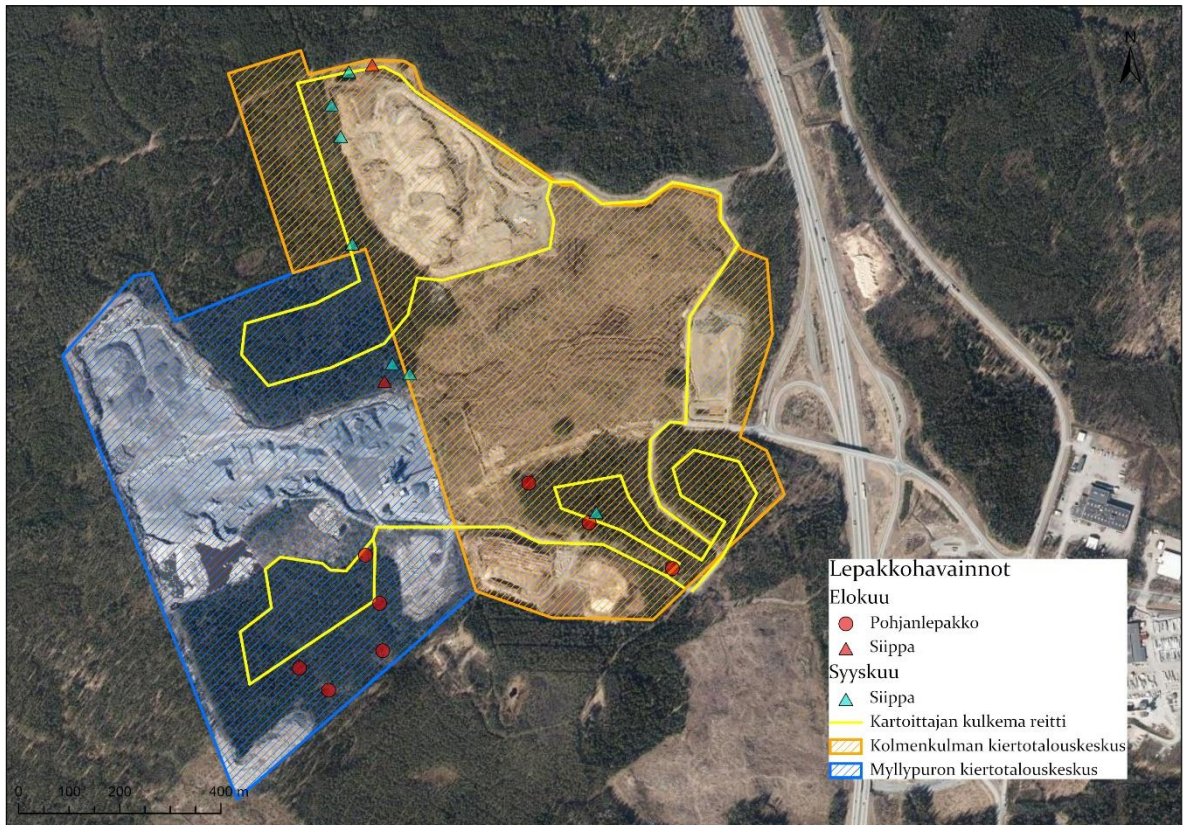 N
Lepakkohavainnot
Elokuu
Pohjanlepakko
Siippa
Syyskuu
Siippa
Kartoittajan kulkema reitti
Kolmenkulman kiertotalouskeskus
Myllypuron kiertotalouskeskus
0 100 200 400 m